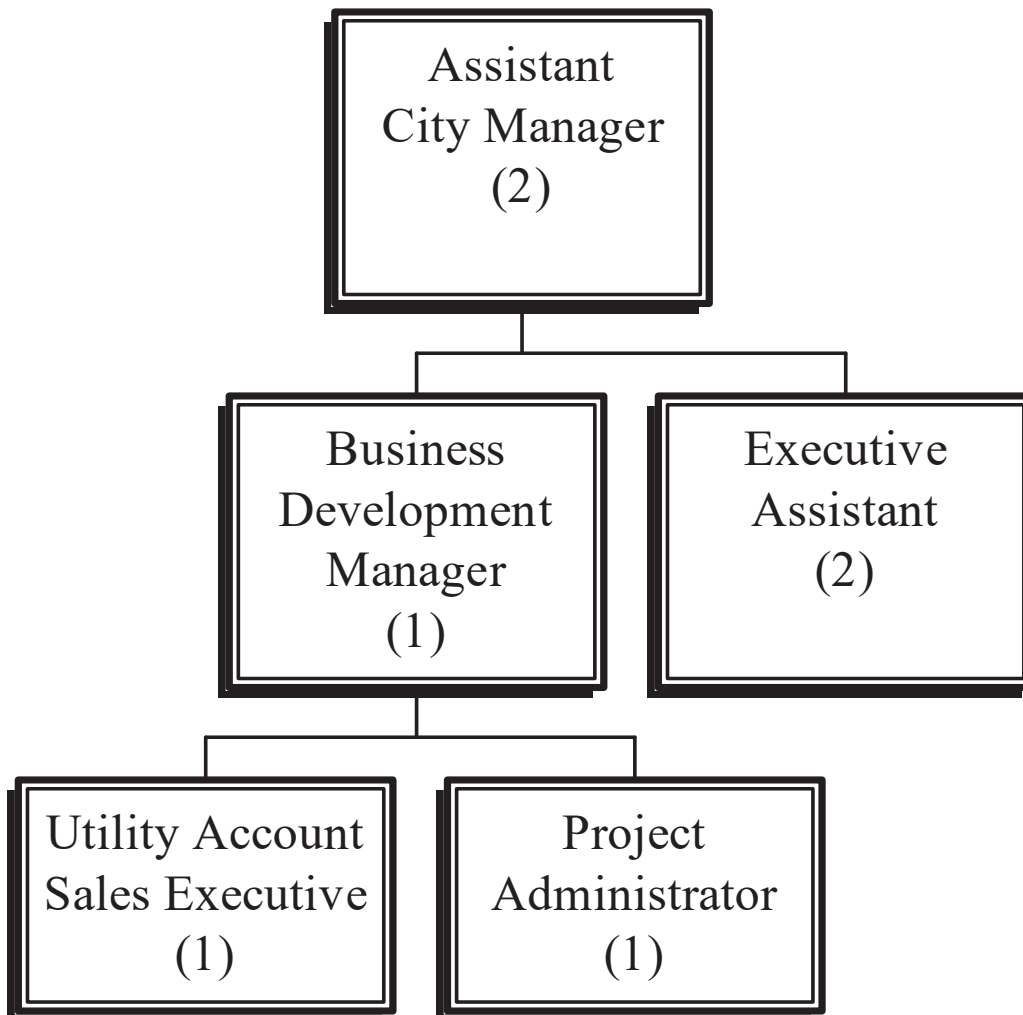 Assistant
City Manager
(2)
Business
Development
Manager
(1)
Executive
Assistant
(2)
Utility Account
Sales Executive
(1)
Project
Administrator
(1)